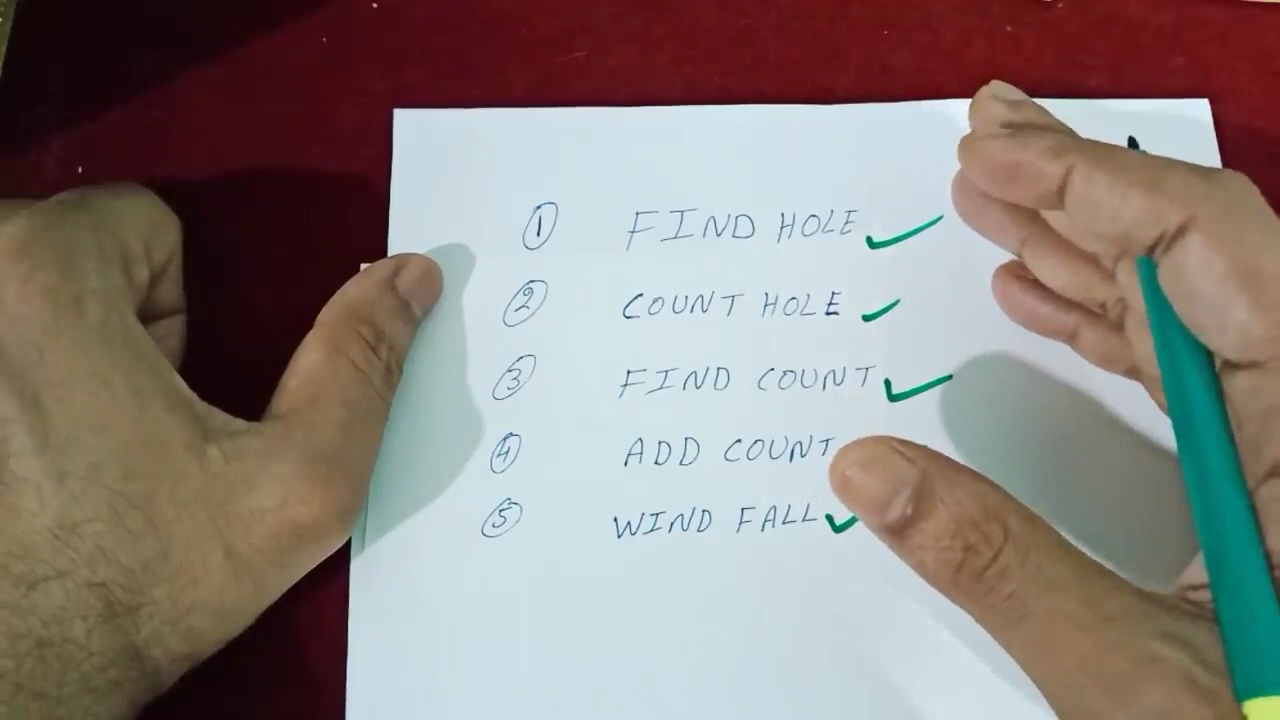 ① FIND HOLE ✓
② COUNT HOLE ✓
③ FIND COUNT ✓
④ ADD COUNT
⑤ WIND FALL ✓